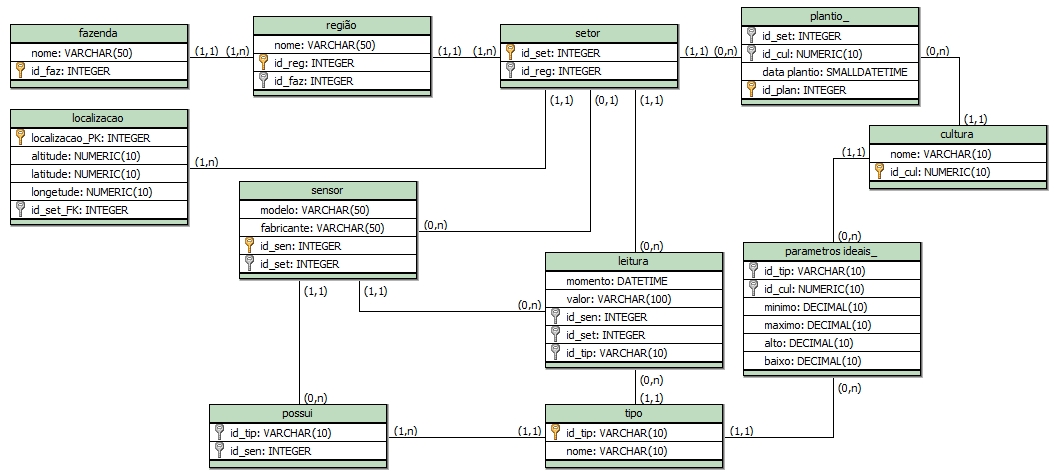 fazenda
nome: VARCHAR(50)
id_faz: INTEGER
(1,1)
(1,n)
região
nome: VARCHAR(50)
id_reg: INTEGER
id_faz: INTEGER
(1,1)
(1,n)
setor
id_set: INTEGER
id_reg: INTEGER
(1,1)
(0,n)
plantio_
id_set: INTEGER
id_cul: NUMERIC(10)
data plantio: SMALLDATETIME
id_plan: INTEGER
(0,n)
(1,1)
(1,1)
(0,1)
(1,1)
localizacao
localizacao_PK: INTEGER
altitude: NUMERIC(10)
latitude: NUMERIC(10)
longetude: NUMERIC(10)
id_set_FK: INTEGER
(1,n)
cultura
nome: VARCHAR(10)
id_cul: NUMERIC(10)
(1,1)
(0,n)
sensor
modelo: VARCHAR(50)
fabricante: VARCHAR(50)
id_sen: INTEGER
id_set: INTEGER
(0,n)
(1,1)
(1,1)
(0,n)
(0,n)
leitura
momento: DATETIME
valor: VARCHAR(100)
id_sen: INTEGER
id_set: INTEGER
id_tip: VARCHAR(10)
(0,n)
(1,1)
parametros ideais_
id_tip: VARCHAR(10)
id_cul: NUMERIC(10)
minimo: DECIMAL(10)
maximo: DECIMAL(10)
alto: DECIMAL(10)
baixo: DECIMAL(10)
(0,n)
(0,n)
possui
id_tip: VARCHAR(10)
id_sen: INTEGER
(1,n)
(1,1)
tipo
id_tip: VARCHAR(10)
nome: VARCHAR(10)
(1,1)